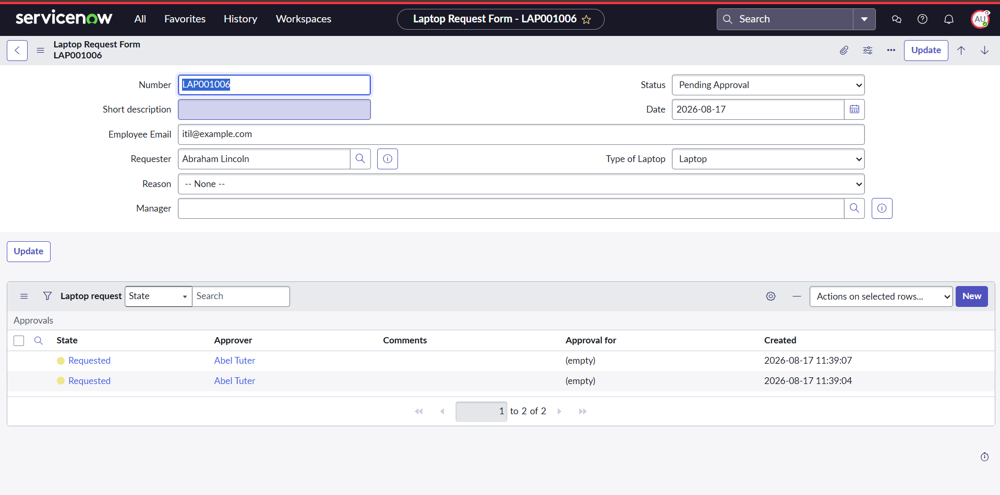 servicenow All Favorites History Workspaces Laptop Request Form - LAP001006 Search AU
Laptop Request Form
LAP001006
Update
Number LAP001006 Status Pending Approval
Short description Date 2026-08-17
Employee Email itil@example.com
Requester Abraham Lincoln Type of Laptop Laptop
Reason -- None --
Manager
Update
Laptop request State Search Actions on selected rows... New
Approvals
State Approver Comments Approval for Created
Requested Abel Tuter (empty) 2026-08-17 11:39:07
Requested Abel Tuter (empty) 2026-08-17 11:39:04
1 to 2 of 2